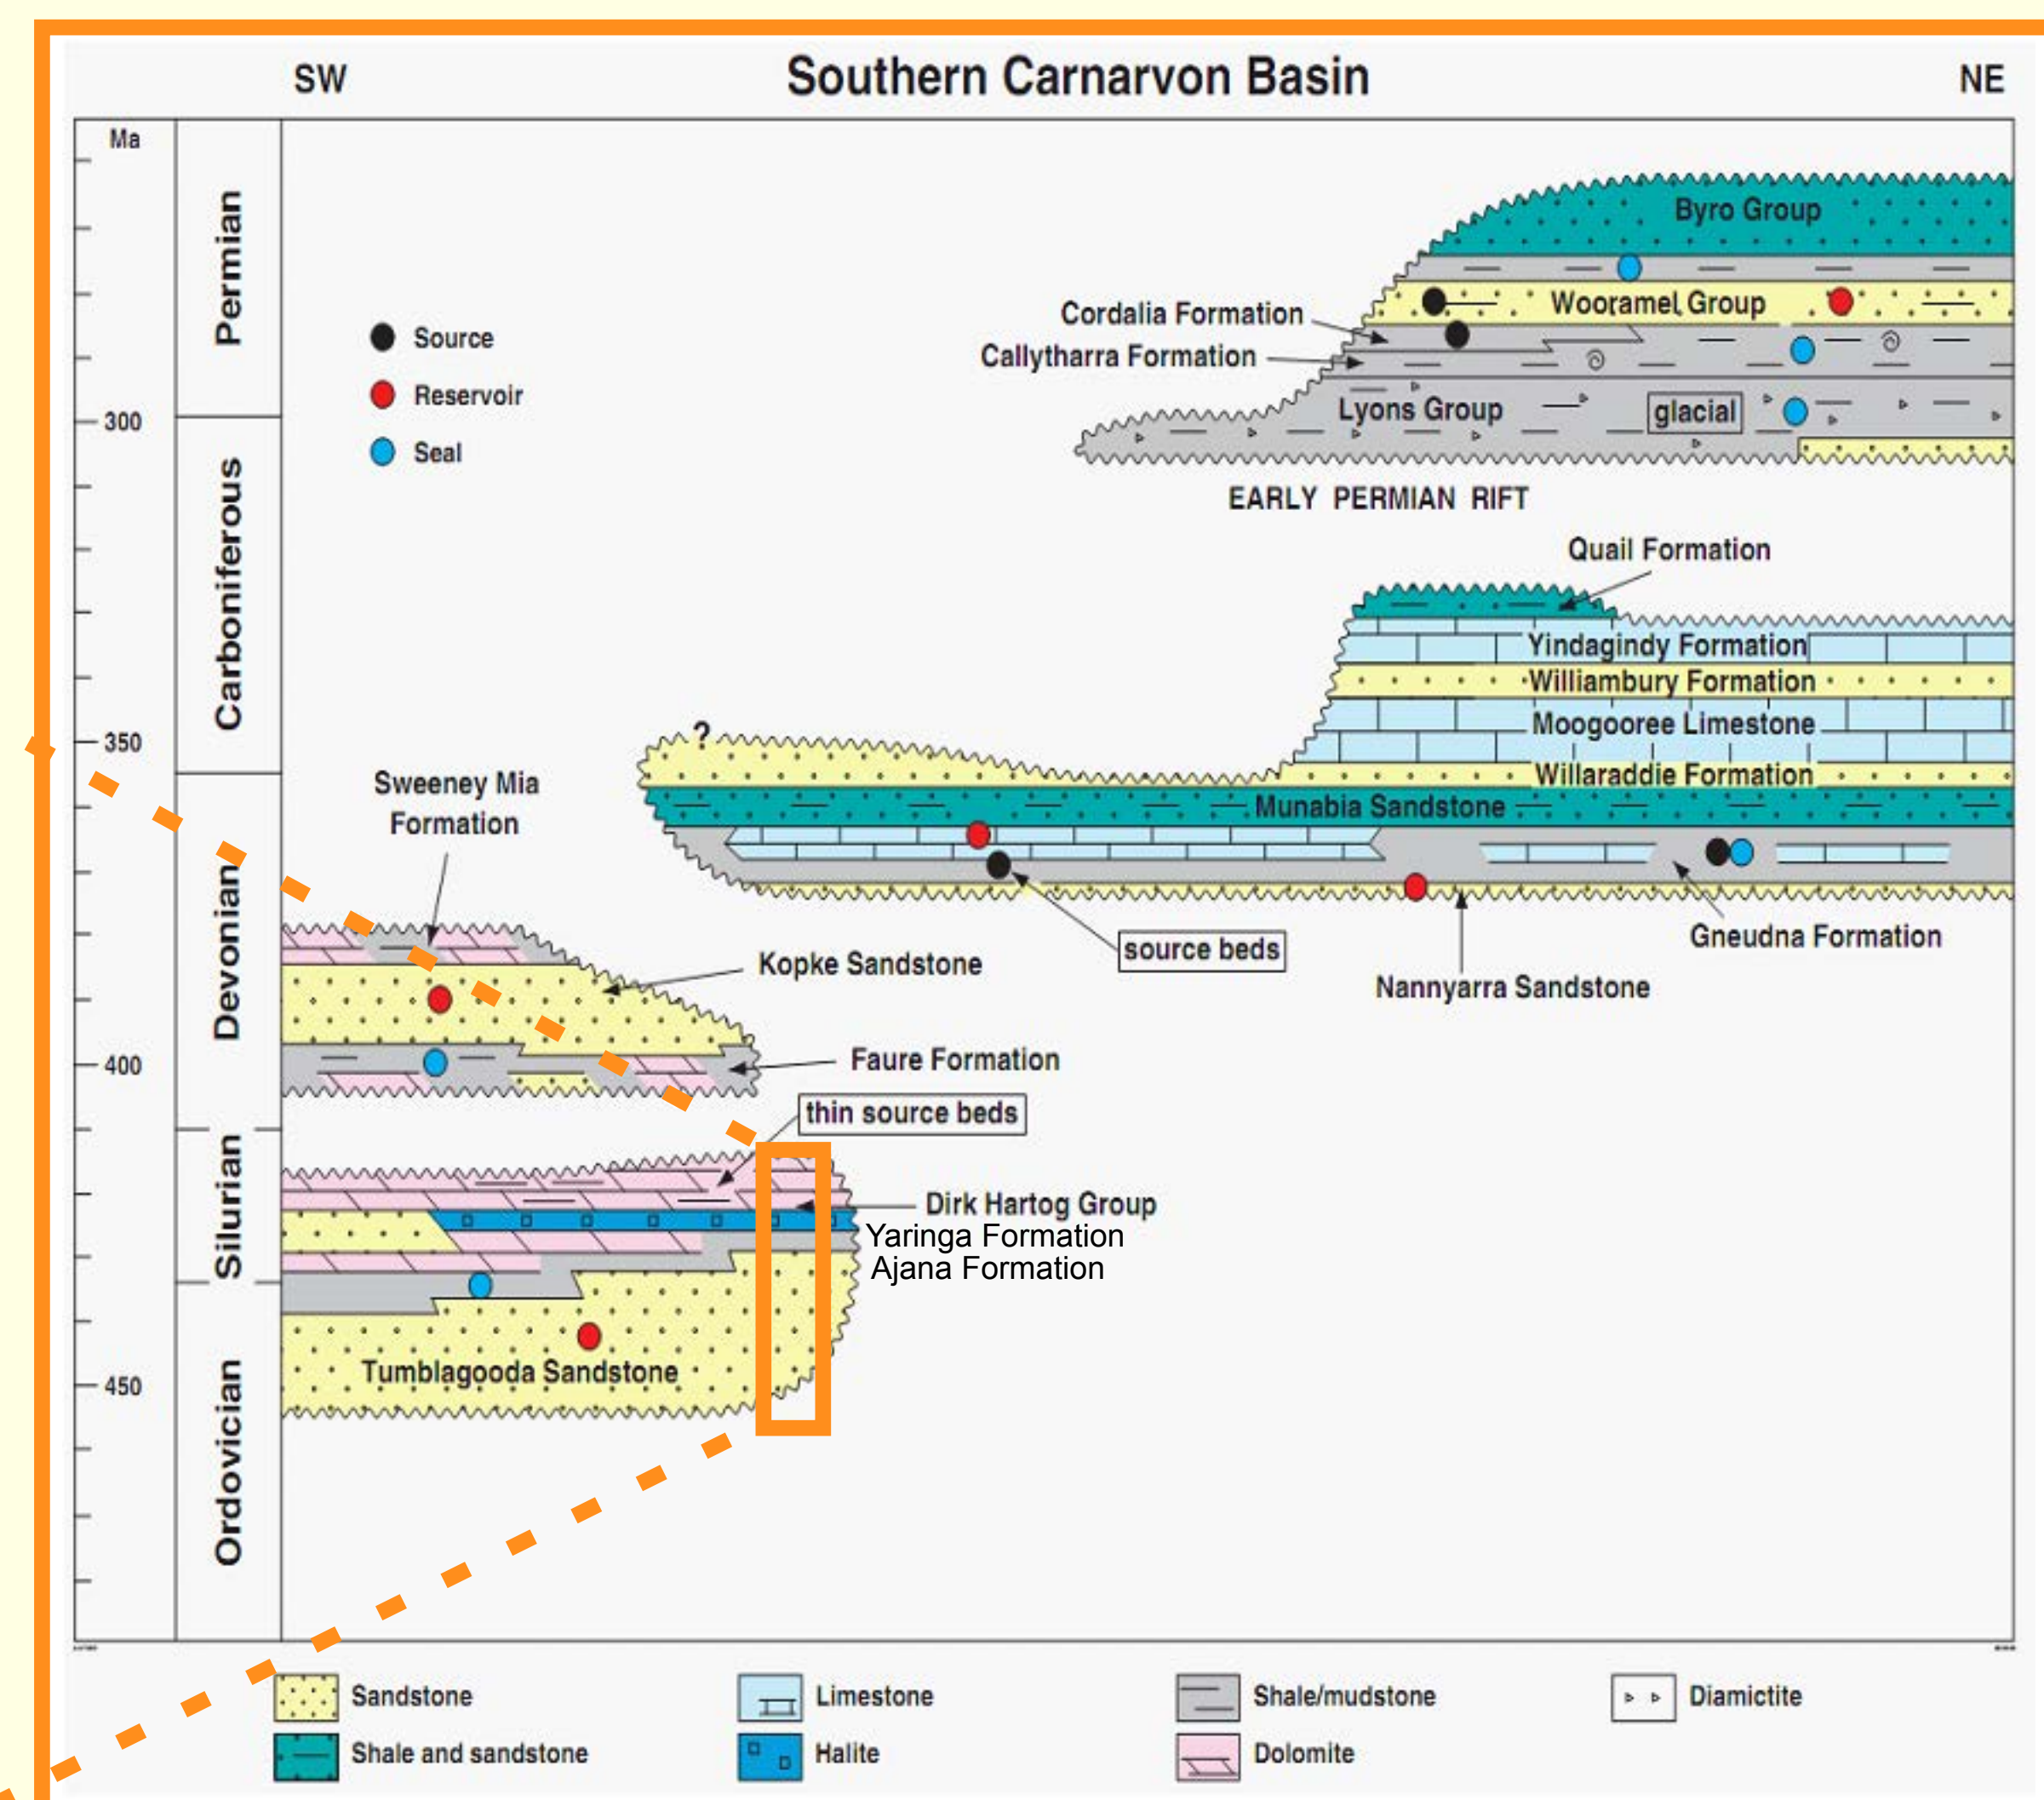 Southern Carnarvon Basin
SW
NE
Ma
Permian
Carboniferous
Devonian
Silurian
Ordovician
300
350
400
450
Source
Reservoir
Seal
Byro Group
Wooramel Group
Cordalia Formation
Callytharra Formation
Lyons Group
glacial
EARLY PERMIAN RIFT
Quail Formation
Yindagindy Formation
Williambury Formation
Moogooree Limestone
Willaraddie Formation
?
Munabia Sandstone
Sweeney Mia
Formation
source beds
Gneudna Formation
Nannyarra Sandstone
Kopke Sandstone
Faure Formation
thin source beds
Dirk Hartog Group
Yaringa Formation
Ajana Formation
Tumblagooda Sandstone
Sandstone
Limestone
Shale/mudstone
Diamictite
Shale and sandstone
Halite
Dolomite